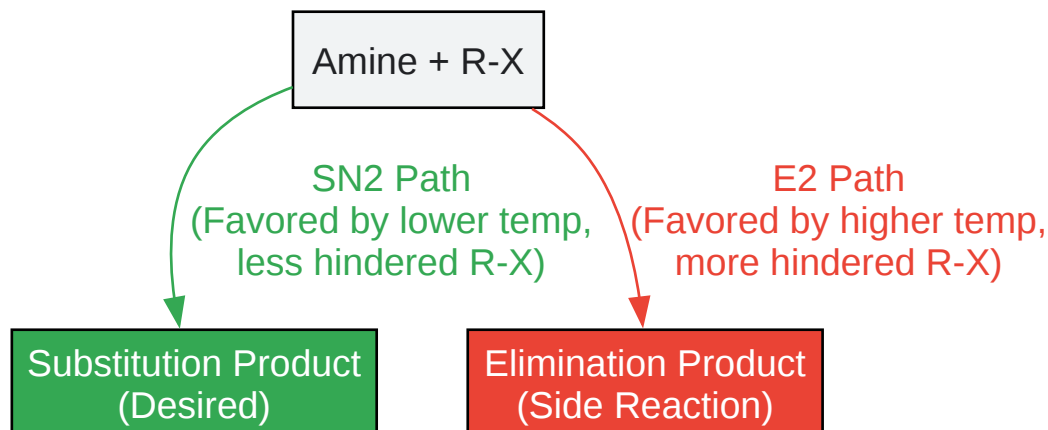 Amine + R-X
SN2 Path
(Favored by lower temp,
less hindered R-X)
E2 Path
(Favored by higher temp,
more hindered R-X)
Substitution Product
(Desired)
Elimination Product
(Side Reaction)